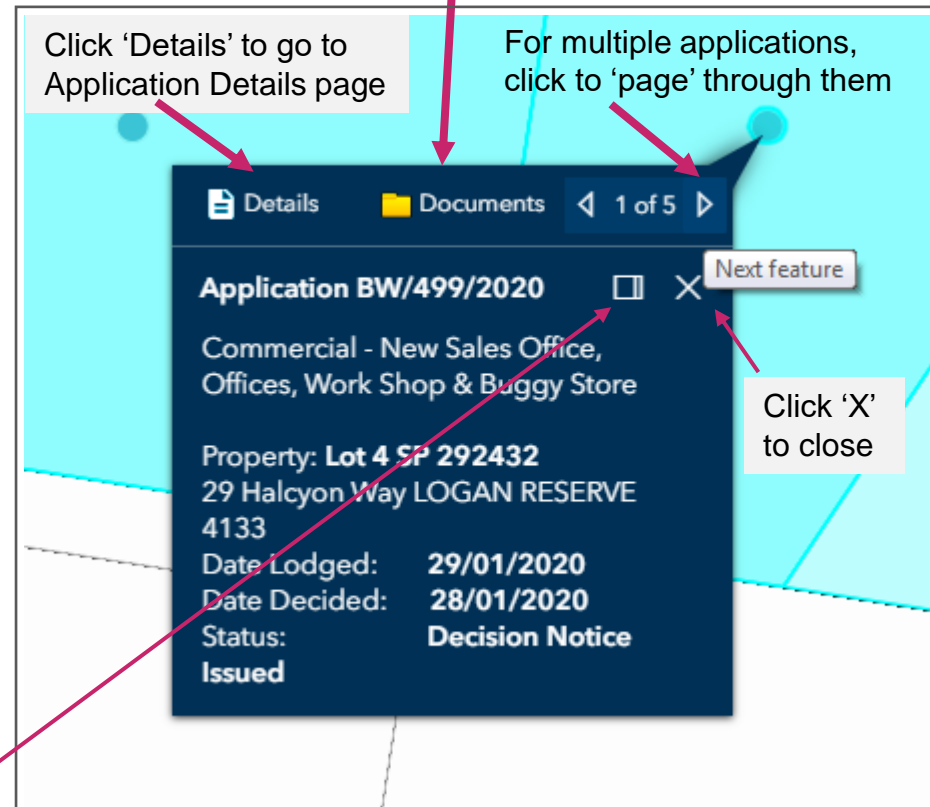 Click ‘Details’ to go to
Application Details page
For multiple applications,
click to ‘page’ through them
Details
Documents
1 of 5
Next feature
Application BW/499/2020
Commercial - New Sales Office,
Offices, Work Shop & Buggy Store
Click ‘X’
to close
Property: Lot 4 SP 292432
29 Halcyon Way LOGAN RESERVE
4133
Date Lodged: 29/01/2020
Date Decided: 28/01/2020
Status: Decision Notice
Issued